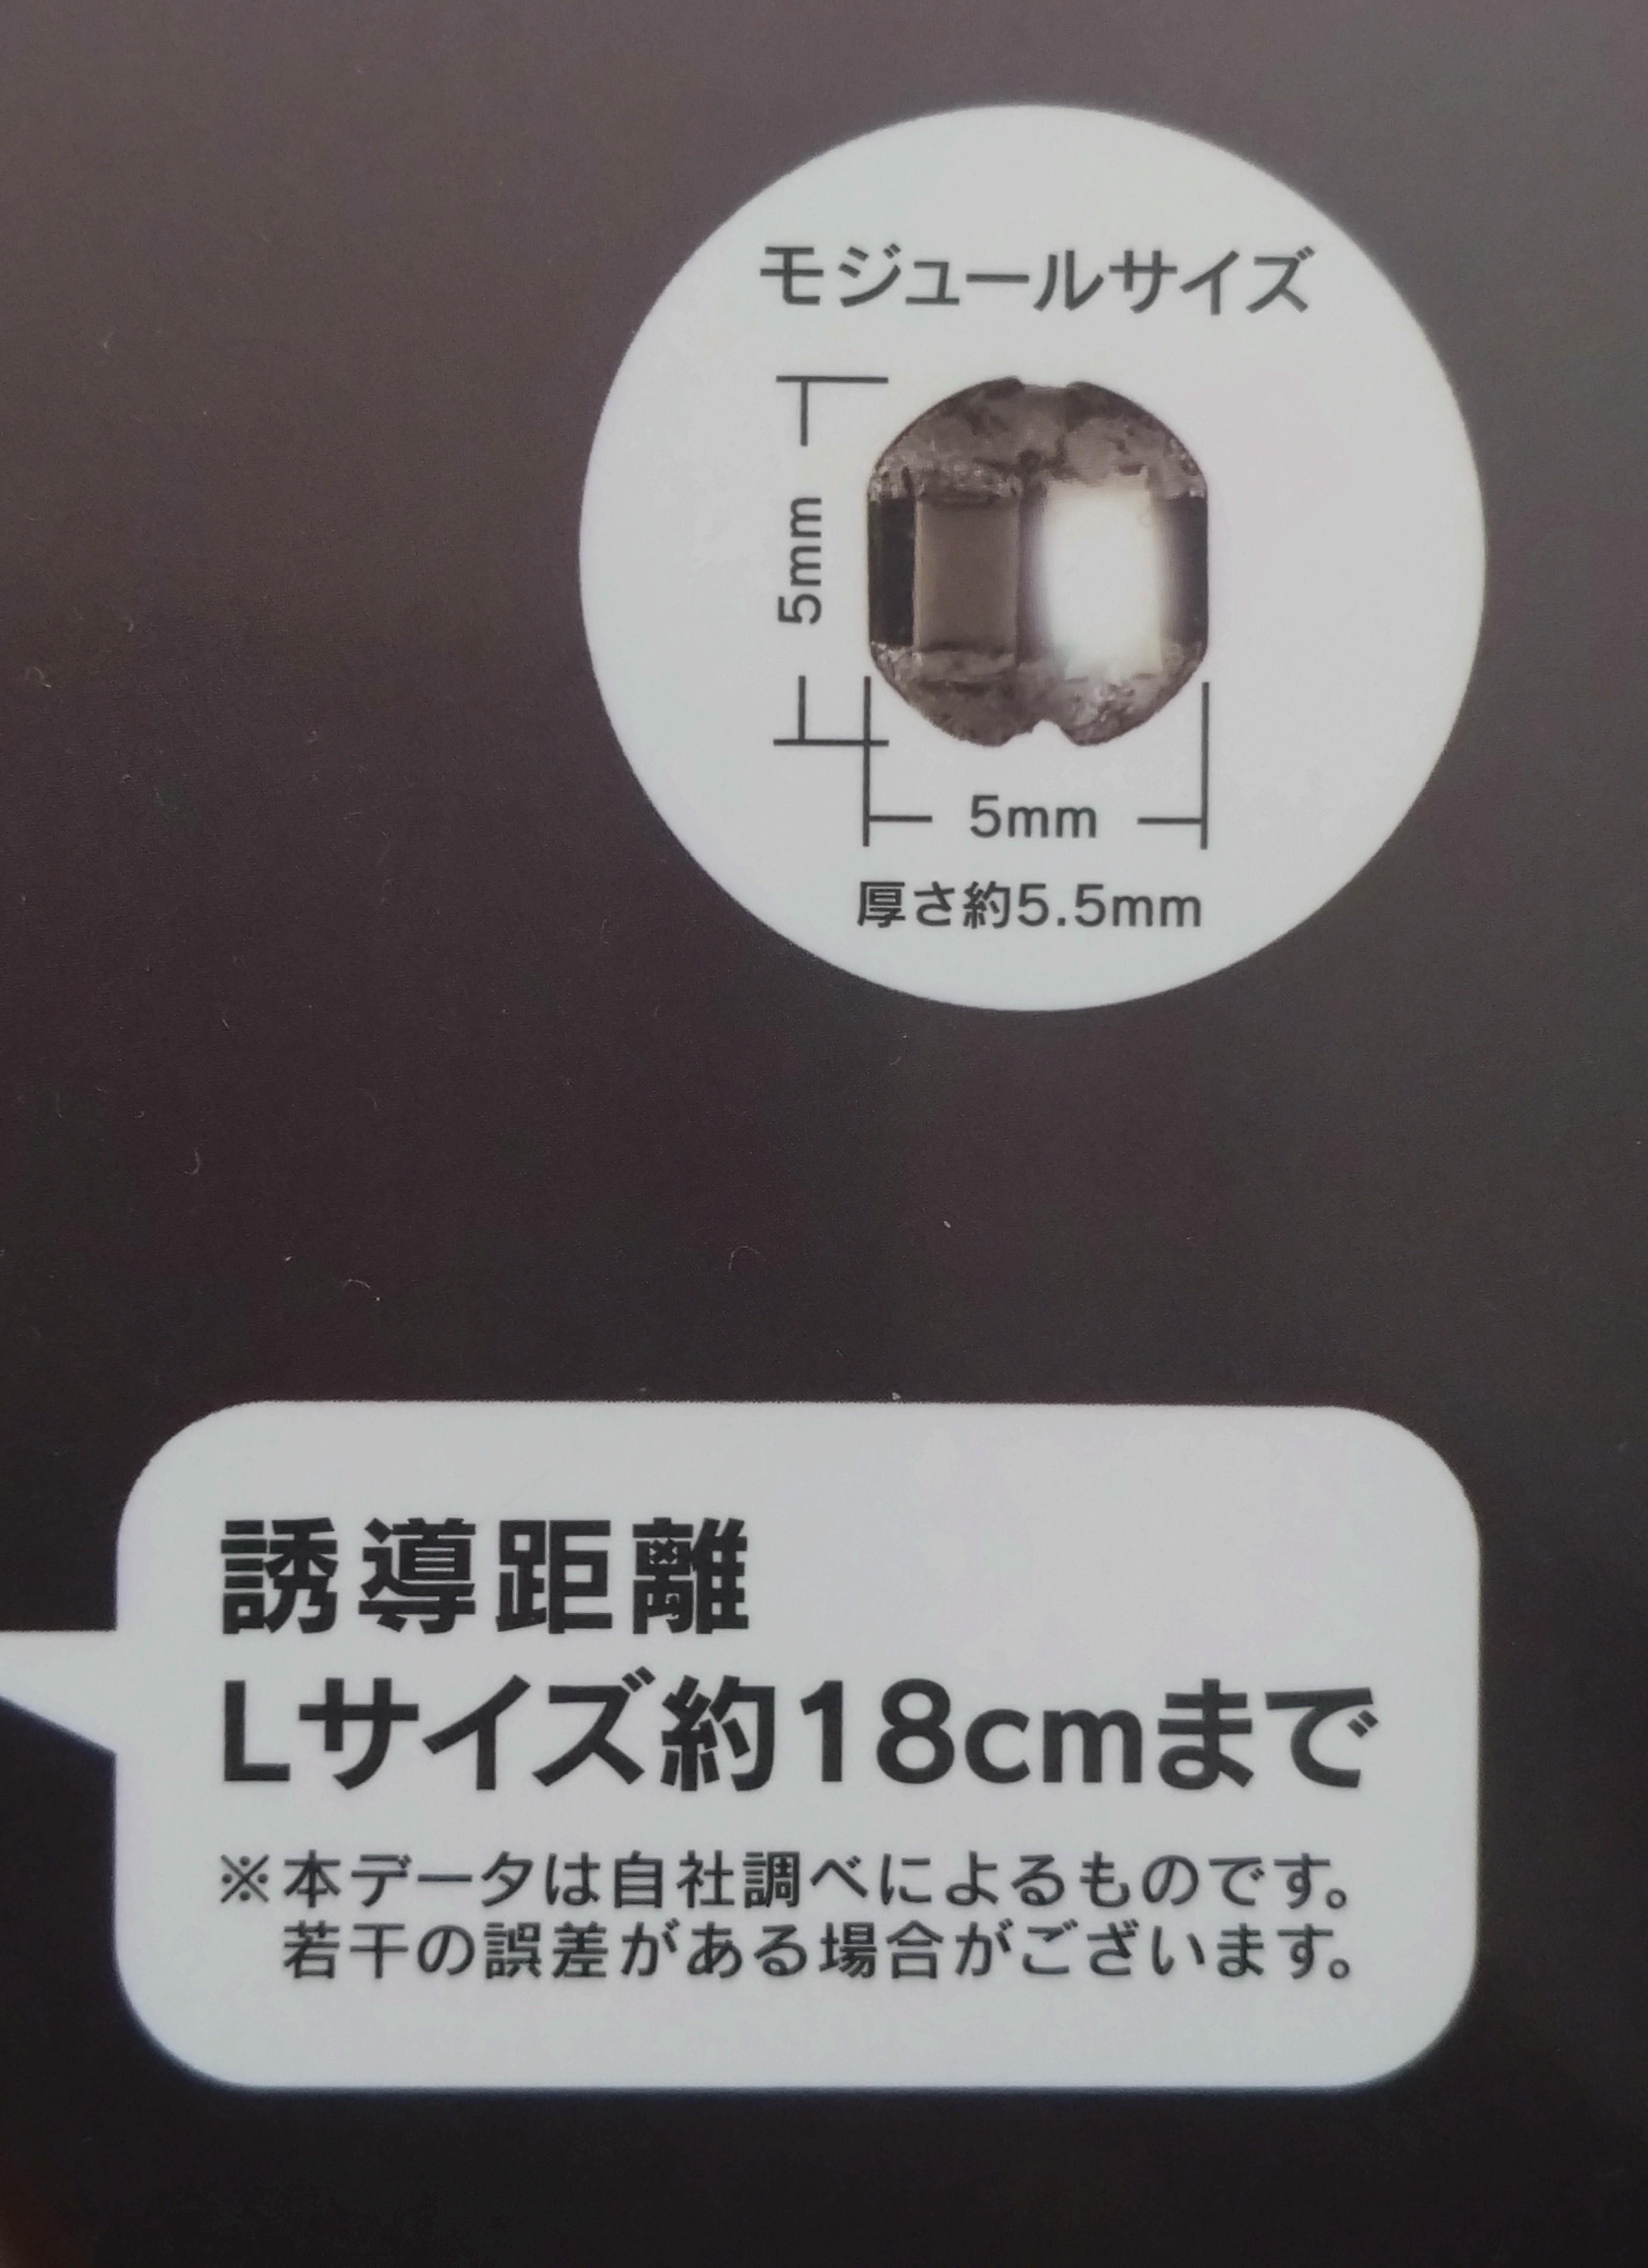 モジュールサイズ
5mm
5mm
厚さ約5.5mm
誘導距離
Lサイズ約18cmまで
※本データは自社調べによるものです。
若干の誤差がある場合がございます。